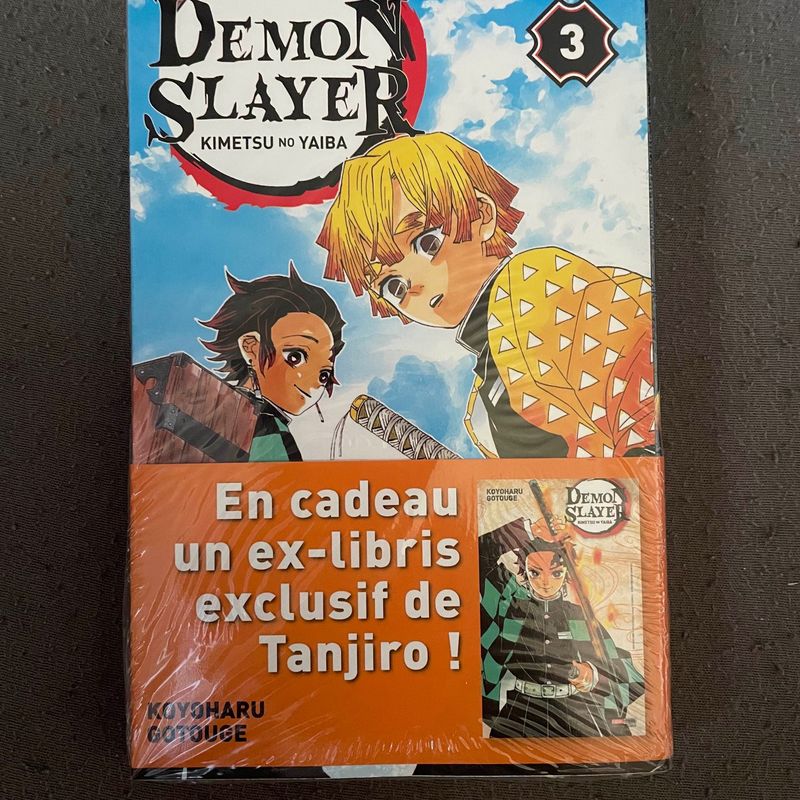 DEMON
SLAYER
KIMETSU NO YAIBA
3
En cadeau
un ex-libris
exclusif de
Tanjiro !
KOYOHARU
GOTOUGE
DEMON
SLAYER
KIMETSU NO YAIBA
KOYOHARU
GOTOUGE